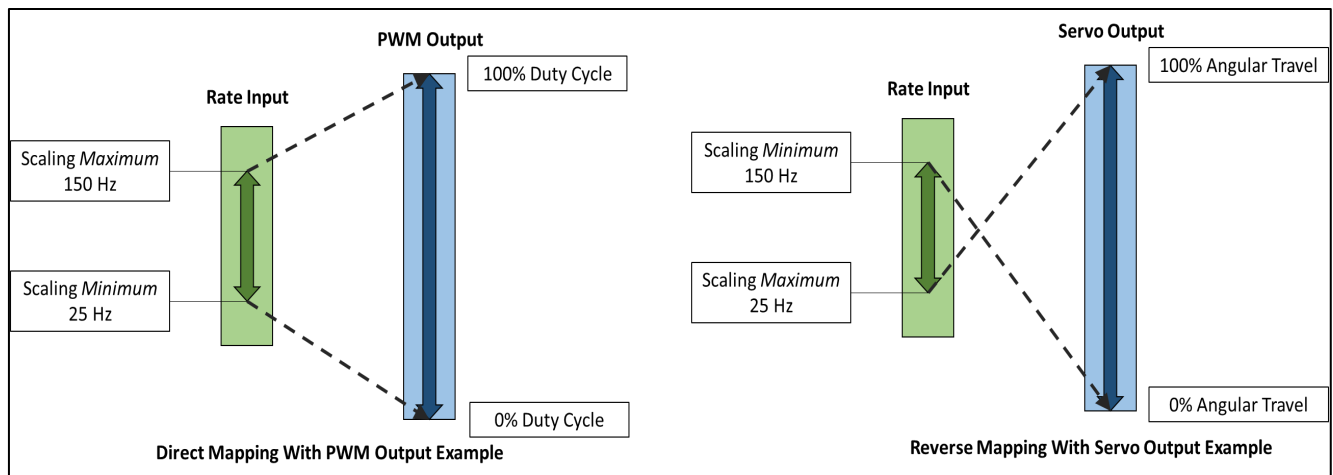 PWM Output
100% Duty Cycle
Rate Input
Scaling Maximum
150 Hz
Scaling Minimum
25 Hz
0% Duty Cycle
Direct Mapping With PWM Output Example
Servo Output
100% Angular Travel
Rate Input
Scaling Minimum
150 Hz
Scaling Maximum
25 Hz
0% Angular Travel
Reverse Mapping With Servo Output Example